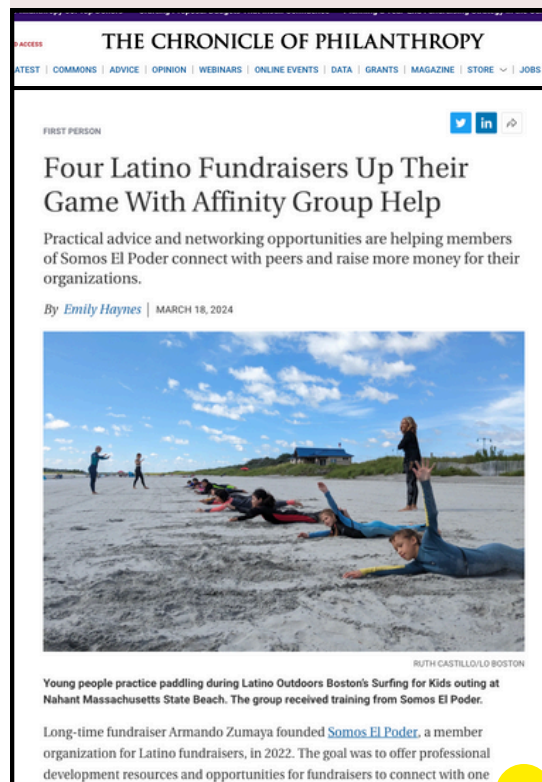 D ACCESS
THE CHRONICLE OF PHILANTHROPY
ATEST | COMMONS | ADVICE | OPINION | WEBINARS | ONLINE EVENTS | DATA | GRANTS | MAGAZINE | STORE | JOBS
FIRST PERSON
in
Four Latino Fundraisers Up Their
Game With Affinity Group Help
Practical advice and networking opportunities are helping members
of Somos El Poder connect with peers and raise more money for their
organizations.
By Emily Haynes | MARCH 18, 2024
RUTH CASTILLO/LO BOSTON
Young people practice paddling during Latino Outdoors Boston's Surfing for Kids outing at
Nahant Massachusetts State Beach. The group received training from Somos El Poder.
Long-time fundraiser Armando Zumaya founded Somos El Poder, a member
organization for Latino fundraisers, in 2022. The goal was to offer professional
development resources and opportunities for fundraisers to connect with one